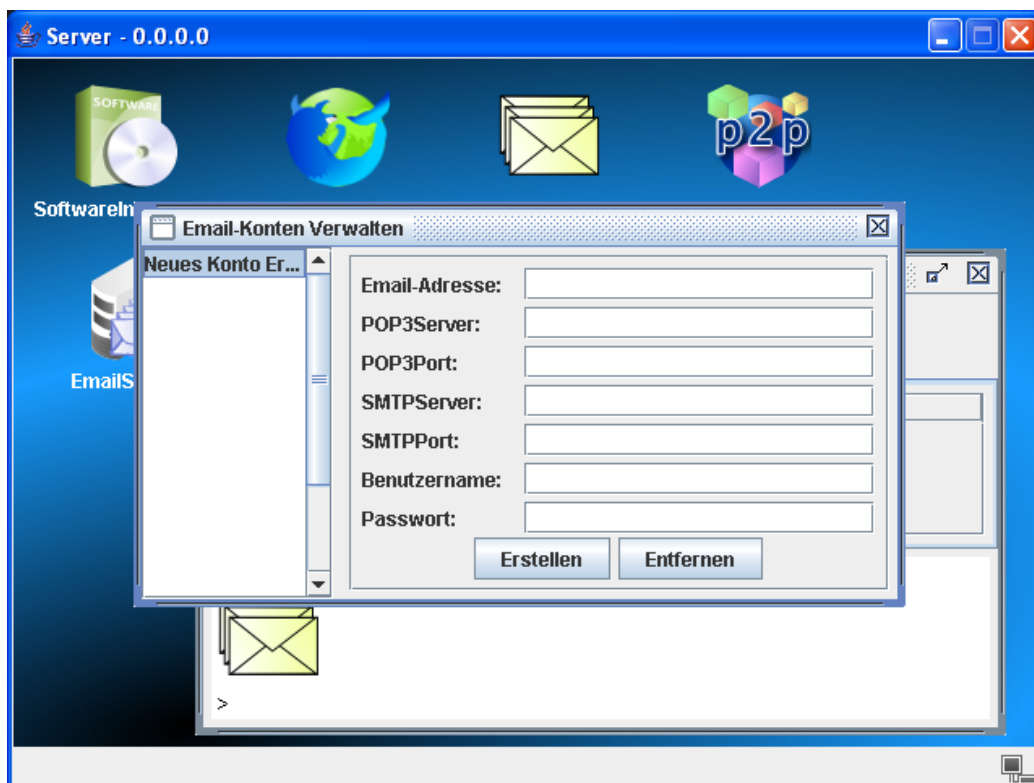 Server - 0.0.0.0
SOFTWARE
p2p
SoftwareIn
Email-Konten Verwalten
Neues Konto Er...
Email-Adresse:
POP3Server:
POP3Port:
SMTPServer:
SMTPPort:
Benutzername:
Passwort:
Erstellen
Entfernen
EmailS
>